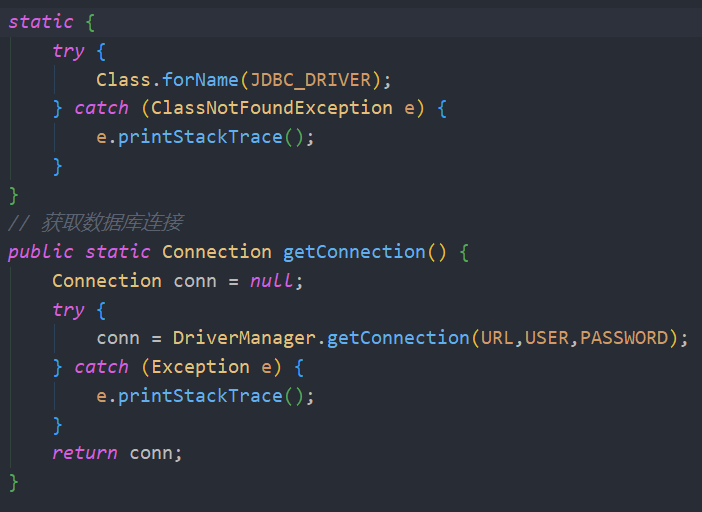 static {
    try {
        Class.forName(JDBC_DRIVER);
    } catch (ClassNotFoundException e) {
        e.printStackTrace();
    }
}
// 获取数据库连接
public static Connection getConnection() {
    Connection conn = null;
    try {
        conn = DriverManager.getConnection(URL,USER,PASSWORD);
    } catch (Exception e) {
        e.printStackTrace();
    }
    return conn;
}